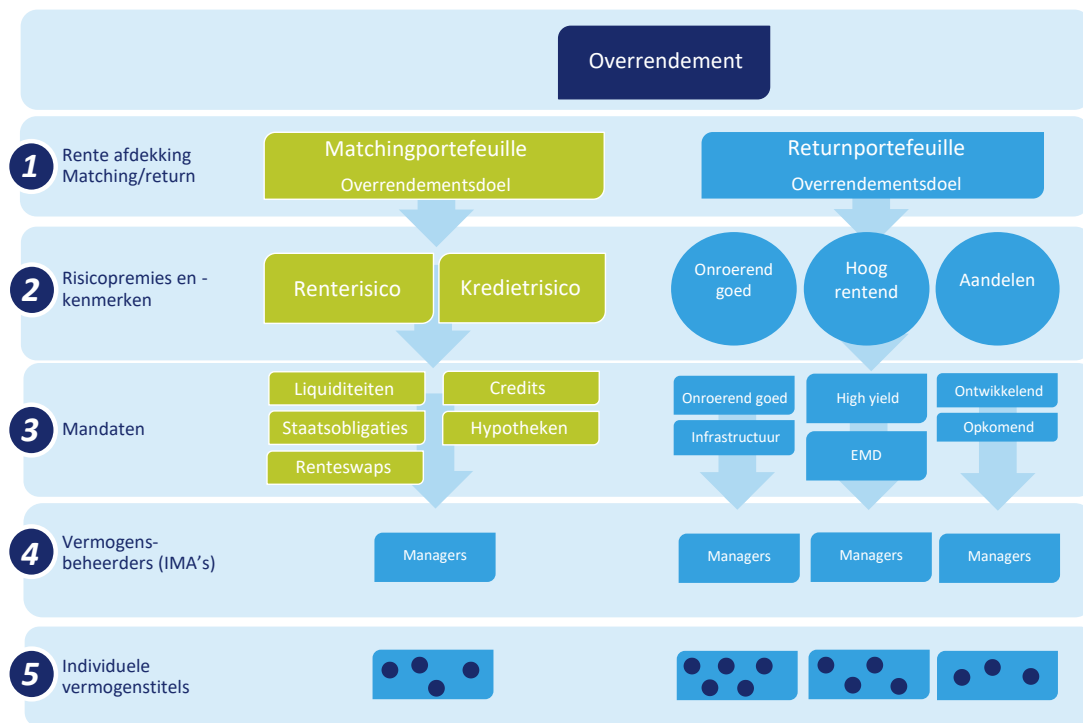 Overrendement
1
Rente afdekking
Matching/return
Matchingportefeuille
Overrendementsdoel
Returnportefeuille
Overrendementsdoel
2
Risicopremies en -
kenmerken
Renterisico
Kredietrisico
Onroerend
goed
Hoog
rentend
Aandelen
3
Mandaten
Liquiditeiten
Credits
Staatsobligaties
Hypotheken
Renteswaps
Onroerend goed
Infrastructuur
High yield
EMD
Ontwikkelend
Opkomend
4
Vermogens-
beheerders (IMA's)
Managers
Managers
Managers
Managers
5
Individuele
vermogenstitels